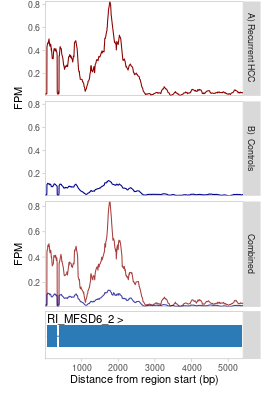 0.8
0.6
0.4
0.2
FPM
A) Recurrent HCC
0.8
0.6
0.4
0.2
B) Controls
0.8
0.6
0.4
0.2
FPM
Combined
RI_MFSD6_2 >
1000 2000 3000 4000 5000
Distance from region start (bp)